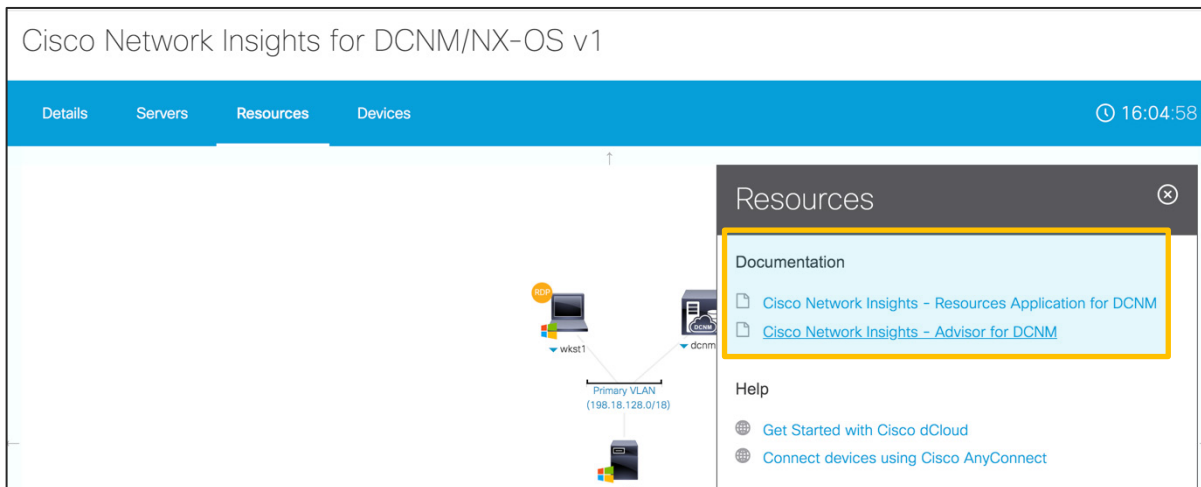 Cisco Network Insights for DCNM/NX-OS v1
Details Servers Resources Devices 16:04:58
Resources
Documentation
Cisco Network Insights - Resources Application for DCNM
Cisco Network Insights - Advisor for DCNM
Help
Get Started with Cisco dCloud
Connect devices using Cisco AnyConnect
RDP
DCNM
wkst1
dcnm
Primary VLAN
(198.18.128.0/18)